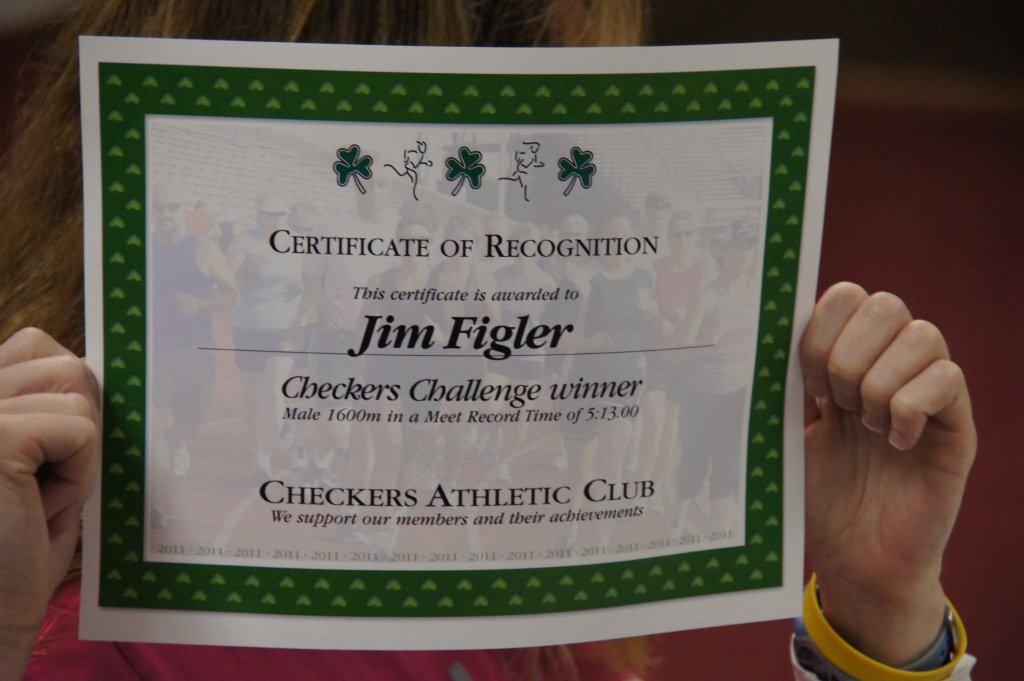 CERTIFICATE OF RECOGNITION
This certificate is awarded to
Jim Figler
Checkers Challenge winner
Male 1600m in a Meet Record Time of 5:13.00
CHECKERS ATHLETIC CLUB
We support our members and their achievements
2011 · 2011 · 2011 · 2011 · 2011 · 2011 · 2011 · 2011 · 2011 · 2011 · 2011 · 2011 · 2011 · 2011 · 2011